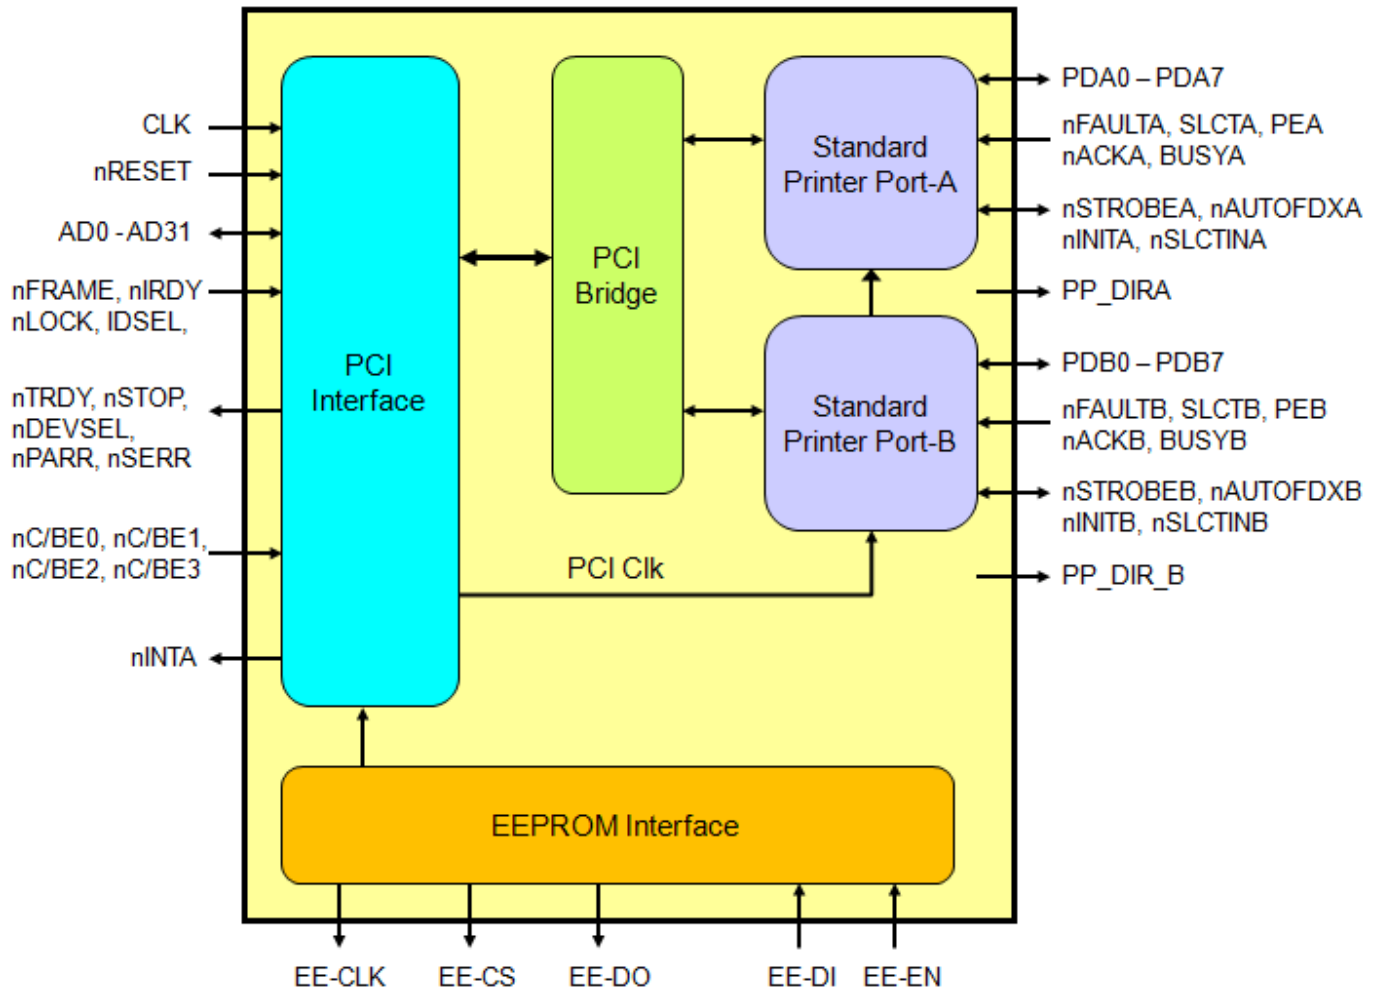 CLK
nRESET
AD0 - AD31
nFRAME, nIRDY
nLOCK, IDSEL,
nTRDY, nSTOP,
nDEVSEL,
nPARR, nSERR
nC/BE0, nC/BE1,
nC/BE2, nC/BE3
nINTA
PCI
Interface
PCI
Bridge
Standard
Printer Port-A
Standard
Printer Port-B
PCI Clk
EEPROM Interface
PDA0 – PDA7
nFAULTA, SLCTA, PEA
nACKA, BUSYA
nSTROBEA, nAUTOFDXA
nINITA, nSLCTINA
PP_DIRA
PDB0 – PDB7
nFAULTB, SLCTB, PEB
nACKB, BUSYB
nSTROBEB, nAUTOFDXB
nINITB, nSLCTINB
PP_DIR_B
EE-CLK
EE-CS
EE-DO
EE-DI
EE-EN